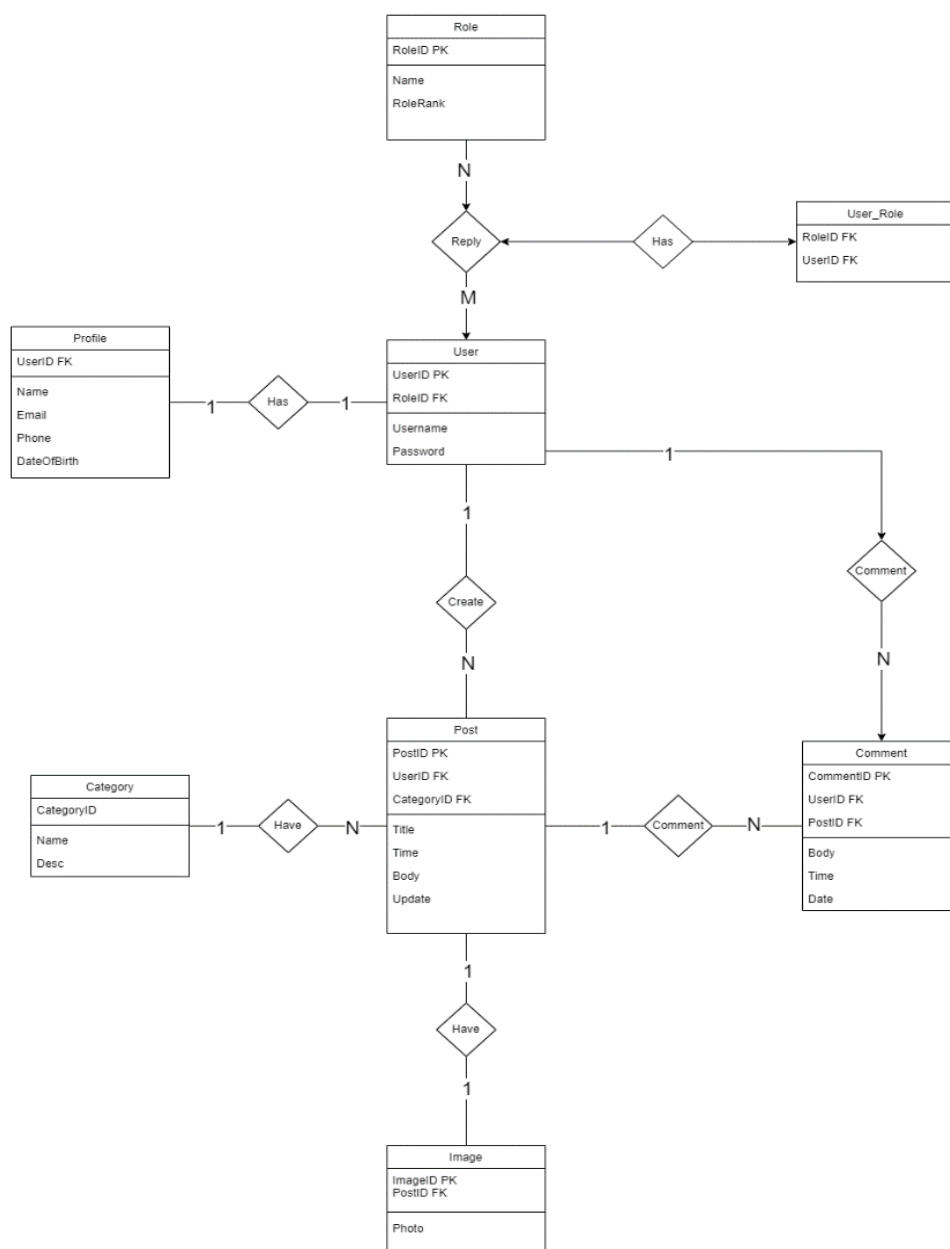 Role
RoleID PK
Name
RoleRank
N
Reply
Has
User_Role
RoleID FK
UserID FK
M
Profile
UserID FK
Name
Email
Phone
DateOfBirth
1
Has
1
User
UserID PK
RoleID FK
Username
Password
1
Comment
N
1
Create
N
Post
PostID PK
UserID FK
CategoryID FK
Title
Time
Body
Update
Category
CategoryID
Name
Desc
1
Have
N
1
Comment
N
Comment
CommentID PK
UserID FK
PostID FK
Body
Time
Date
1
Have
1
Image
ImageID PK
PostID FK
Photo